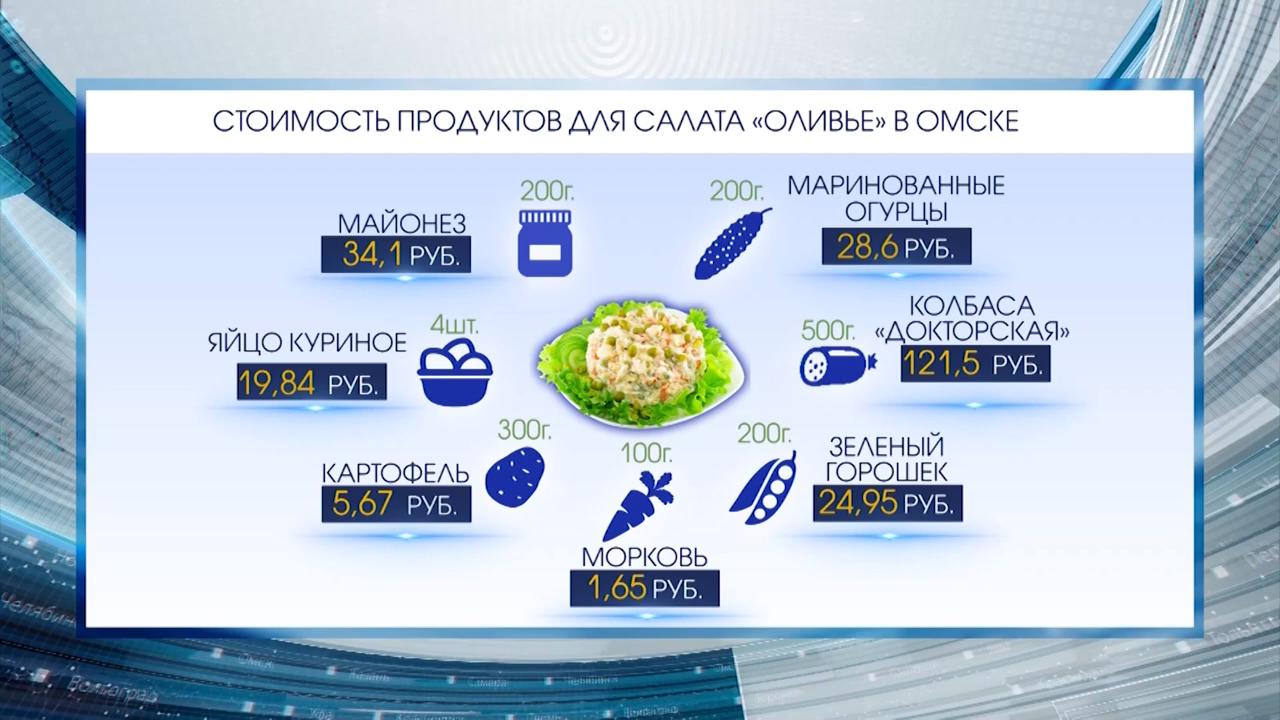 СТОИМОСТЬ ПРОДУКТОВ ДЛЯ САЛАТА «ОЛИВЬЕ» В ОМСКЕ
200г.
МАЙОНЕЗ
34,1 РУБ.
200г.
МАРИНОВАННЫЕ
ОГУРЦЫ
28,6 РУБ.
4шт.
ЯЙЦО КУРИНОЕ
19,84 РУБ.
500г.
КОЛБАСА
«ДОКТОРСКАЯ»
121,5 РУБ.
300г.
КАРТОФЕЛЬ
5,67 РУБ.
100г.
МОРКОВЬ
1,65 РУБ.
200г.
ЗЕЛЕНЫЙ
ГОРОШЕК
24,95 РУБ.
Волгоград